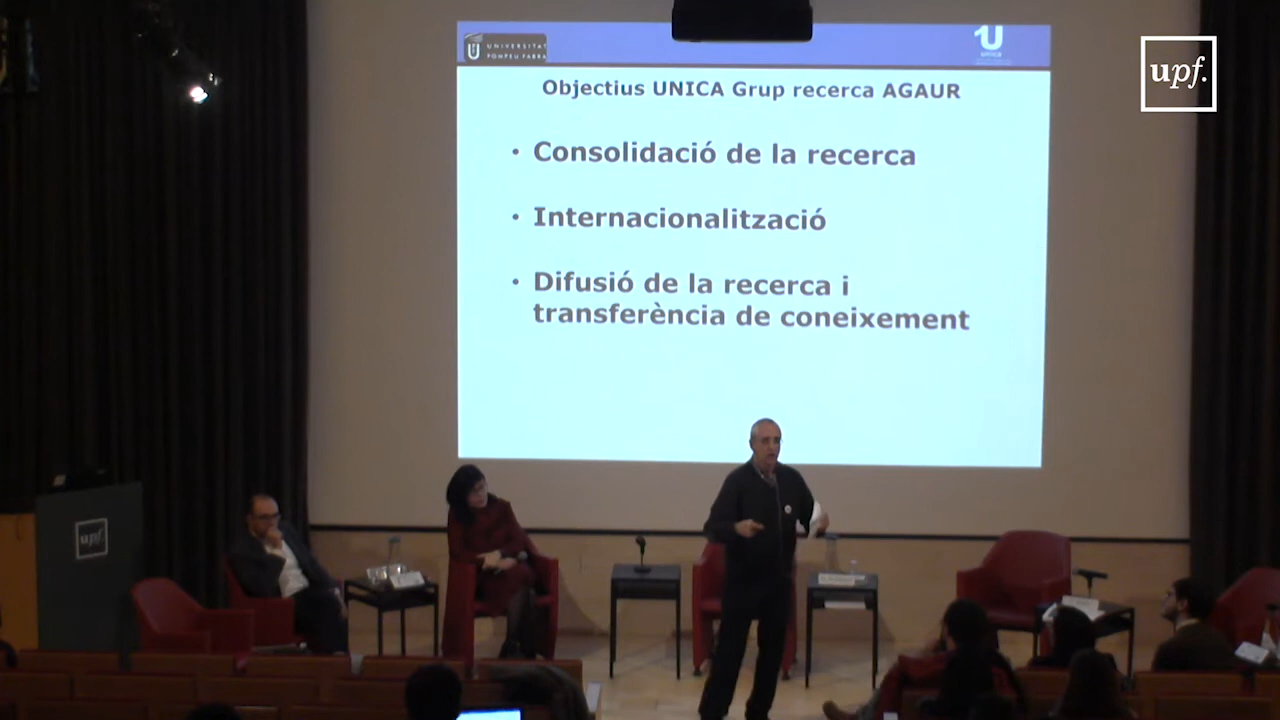 UNIVERSITAT
POMPEU FABRA
U
unica
upf.
Objectius UNICA Grup recerca AGAUR
• Consolidació de la recerca
• Internacionalització
• Difusió de la recerca i
transferència de coneixement
upf.